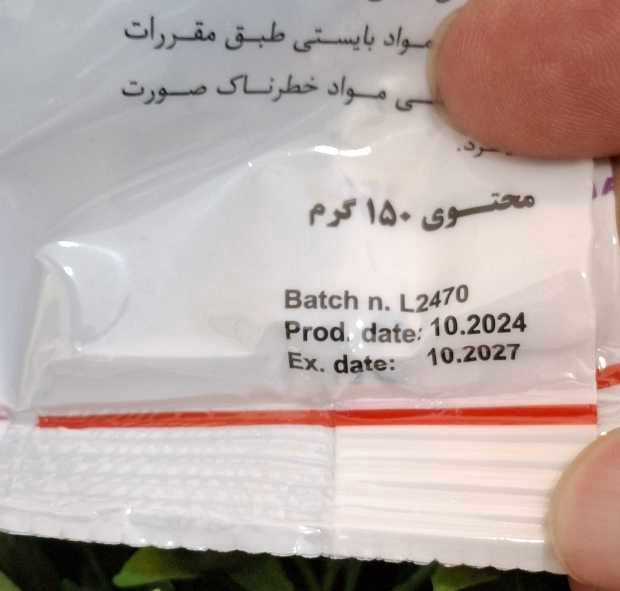 مواد بایستی طبق مقررات
مواد خطرناک صورت
محتوی ۱۵۰ گرم
Batch n. L2470
Prod. date: 10.2024
Ex. date: 10.2027